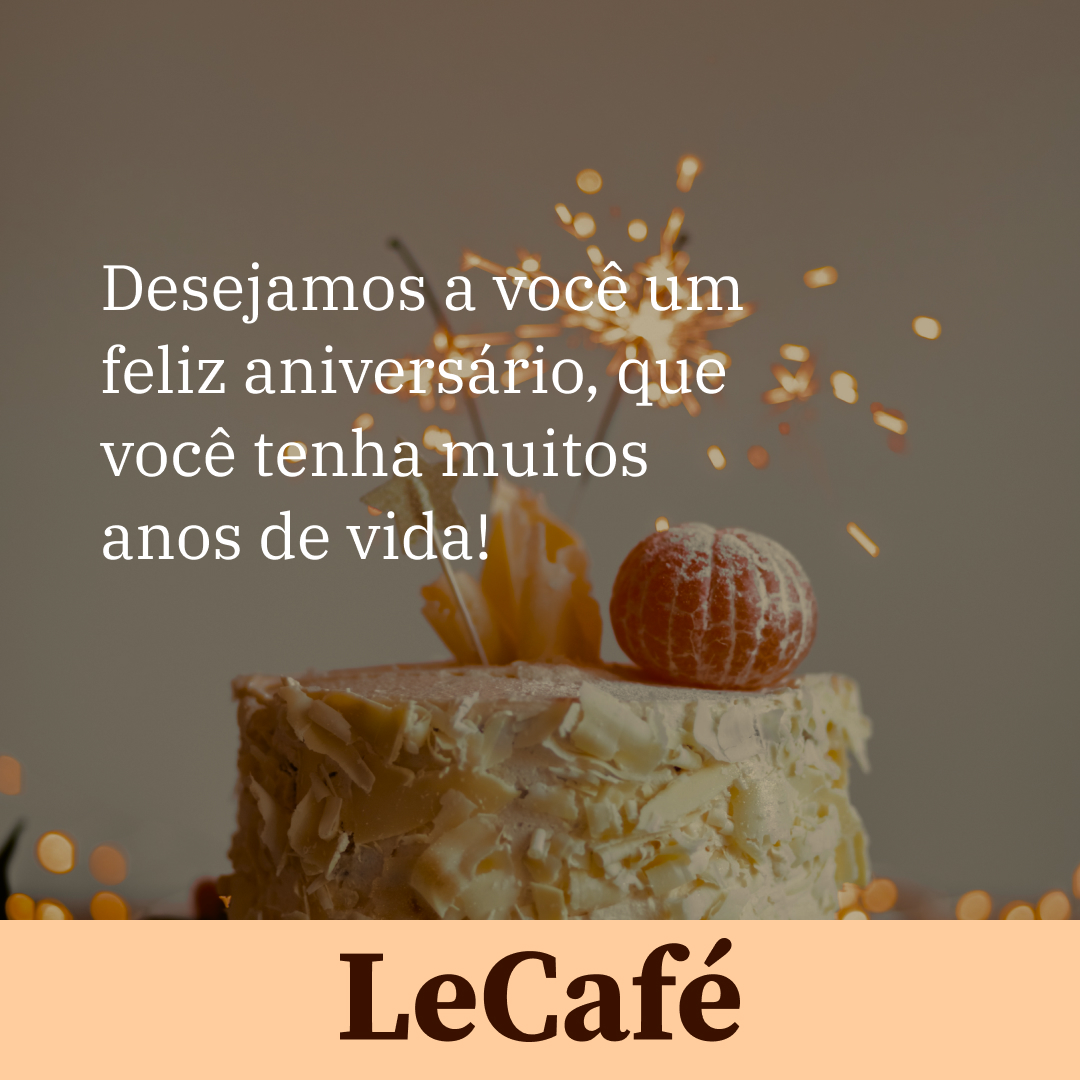 Desejamos a você um
feliz aniversário, que
você tenha muitos
anos de vida!
LeCafé